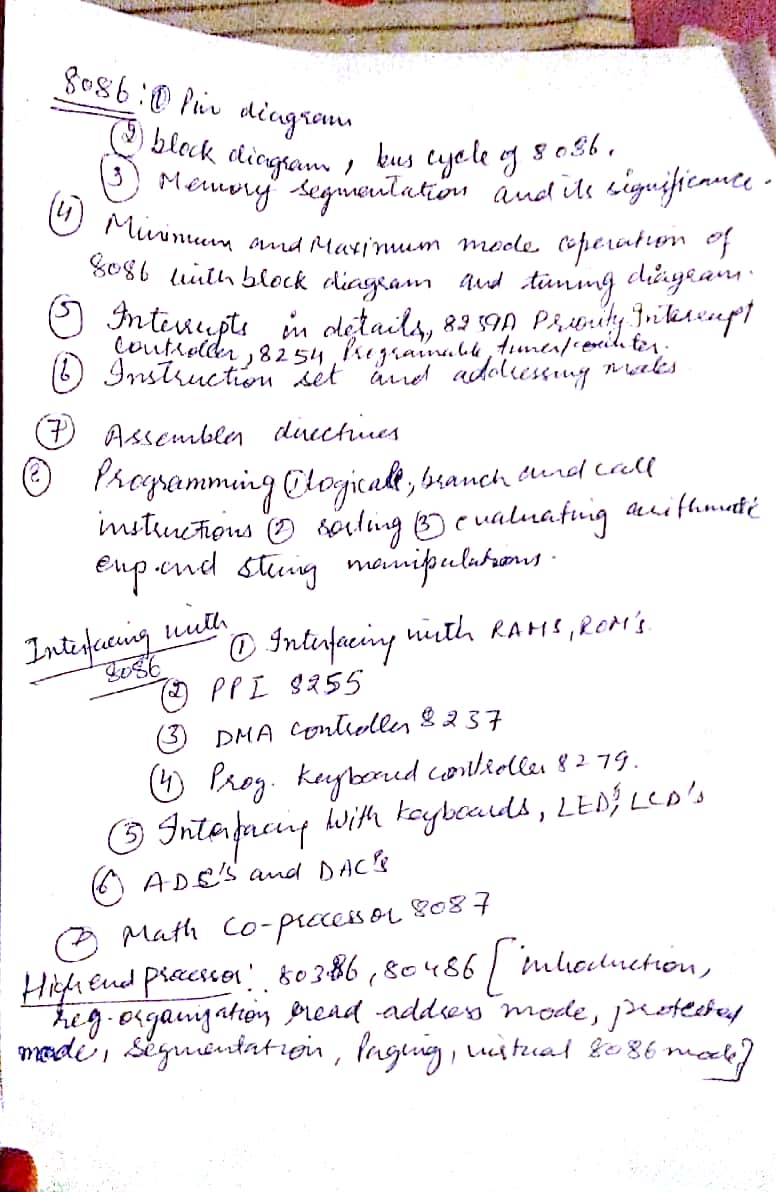 8086: ① Pin diagram
② block diagram, bus cycle of 8086.
③ Memory segmentation and its significance.
④ Minimum and Maximum mode operation of
8086 with block diagram and timing diagram.
⑤ Interrupts in details, 8259A Priority Interrupt
controller, 8254 Programable timer/counter.
⑥ Instruction set and addressing modes
⑦ Assembler directives
⑧ Programming ① logical, branch and call
instructions ② sorting ③ evaluating arithmatic
exp. and string manipulations.
Interfacing with ① Interfacing with RAMS, ROM's.
8086
② PPI 8255
③ DMA controller 8237
④ Prog. keyboard controller 8279.
⑤ Interfacing with keyboards, LED's, LCD's
⑥ ADC's and DAC's
⑦ Math co-processor 8087
High end processor: 80386, 80486 [introduction,
reg. organization, address mode, protected
mode, segmentation, Paging, virtual 8086 mode]